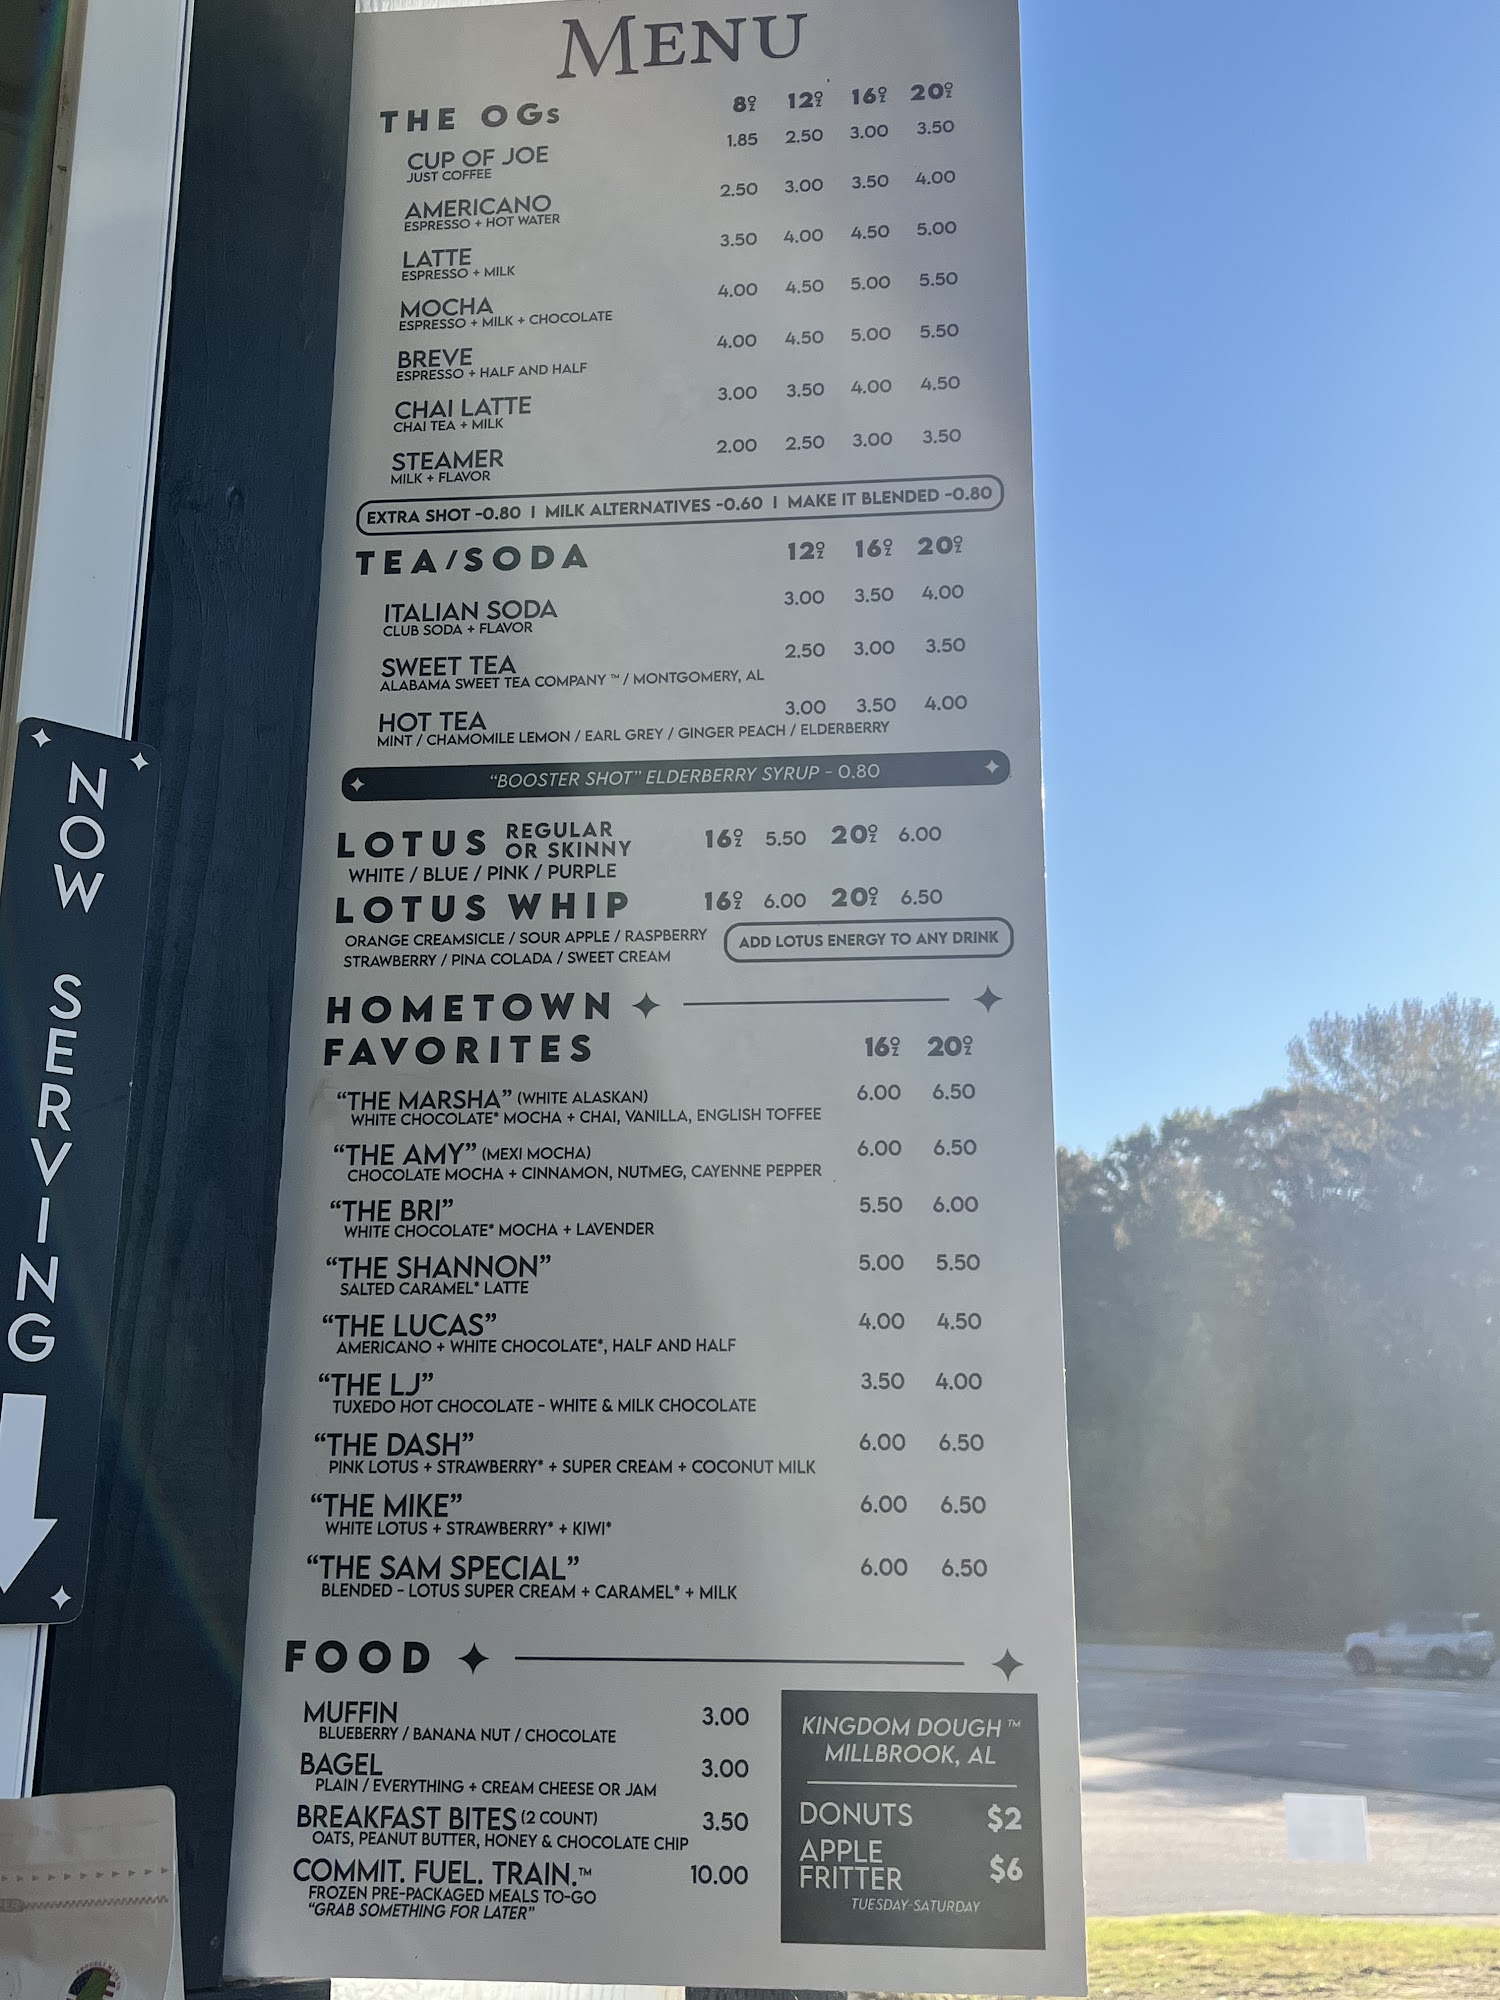 MENU
THE OGs 8oz 12oz 16oz 20oz
CUP OF JOE 1.85 2.50 3.00 3.50
JUST COFFEE
AMERICANO 2.50 3.00 3.50 4.00
ESPRESSO + HOT WATER
LATTE 3.50 4.00 4.50 5.00
ESPRESSO + MILK
MOCHA 4.00 4.50 5.00 5.50
ESPRESSO + MILK + CHOCOLATE
BREVE 4.00 4.50 5.00 5.50
ESPRESSO + HALF AND HALF
CHAI LATTE 3.00 3.50 4.00 4.50
CHAI TEA + MILK
STEAMER 2.00 2.50 3.00 3.50
MILK + FLAVOR
EXTRA SHOT -0.80 | MILK ALTERNATIVES -0.60 | MAKE IT BLENDED -0.80
TEA/SODA 12oz 16oz 20oz
ITALIAN SODA 3.00 3.50 4.00
CLUB SODA + FLAVOR
SWEET TEA 2.50 3.00 3.50
ALABAMA SWEET TEA COMPANY ™ / MONTGOMERY, AL
HOT TEA 3.00 3.50 4.00
MINT / CHAMOMILE LEMON / EARL GREY / GINGER PEACH / ELDERBERRY
"BOOSTER SHOT" ELDERBERRY SYRUP - 0.80
LOTUS REGULAR OR SKINNY 16oz 5.50 20oz 6.00
WHITE / BLUE / PINK / PURPLE
LOTUS WHIP 16oz 6.00 20oz 6.50
ORANGE CREAMSICLE / SOUR APPLE / RASPBERRY
STRAWBERRY / PINA COLADA / SWEET CREAM
ADD LOTUS ENERGY TO ANY DRINK
HOMETOWN
FAVORITES 16oz 20oz
"THE MARSHA" (WHITE ALASKAN) 6.00 6.50
WHITE CHOCOLATE* MOCHA + CHAI, VANILLA, ENGLISH TOFFEE
"THE AMY" (MEXI MOCHA) 6.00 6.50
CHOCOLATE MOCHA + CINNAMON, NUTMEG, CAYENNE PEPPER
"THE BRI" 5.50 6.00
WHITE CHOCOLATE* MOCHA + LAVENDER
"THE SHANNON" 5.00 5.50
SALTED CARAMEL* LATTE
"THE LUCAS" 4.00 4.50
AMERICANO + WHITE CHOCOLATE*, HALF AND HALF
"THE LJ" 3.50 4.00
TUXEDO HOT CHOCOLATE - WHITE & MILK CHOCOLATE
"THE DASH" 6.00 6.50
PINK LOTUS + STRAWBERRY* + SUPER CREAM + COCONUT MILK
"THE MIKE" 6.00 6.50
WHITE LOTUS + STRAWBERRY* + KIWI*
"THE SAM SPECIAL" 6.00 6.50
BLENDED - LOTUS SUPER CREAM + CARAMEL* + MILK
FOOD
MUFFIN 3.00
BLUEBERRY / BANANA NUT / CHOCOLATE
BAGEL 3.00
PLAIN / EVERYTHING + CREAM CHEESE OR JAM
BREAKFAST BITES (2 COUNT) 3.50
OATS, PEANUT BUTTER, HONEY & CHOCOLATE CHIP
COMMIT. FUEL. TRAIN.™ 10.00
FROZEN PRE-PACKAGED MEALS TO-GO
"GRAB SOMETHING FOR LATER"
KINGDOM DOUGH ™
MILLBROOK, AL
DONUTS $2
APPLE
FRITTER $6
TUESDAY-SATURDAY
NOW SERVING